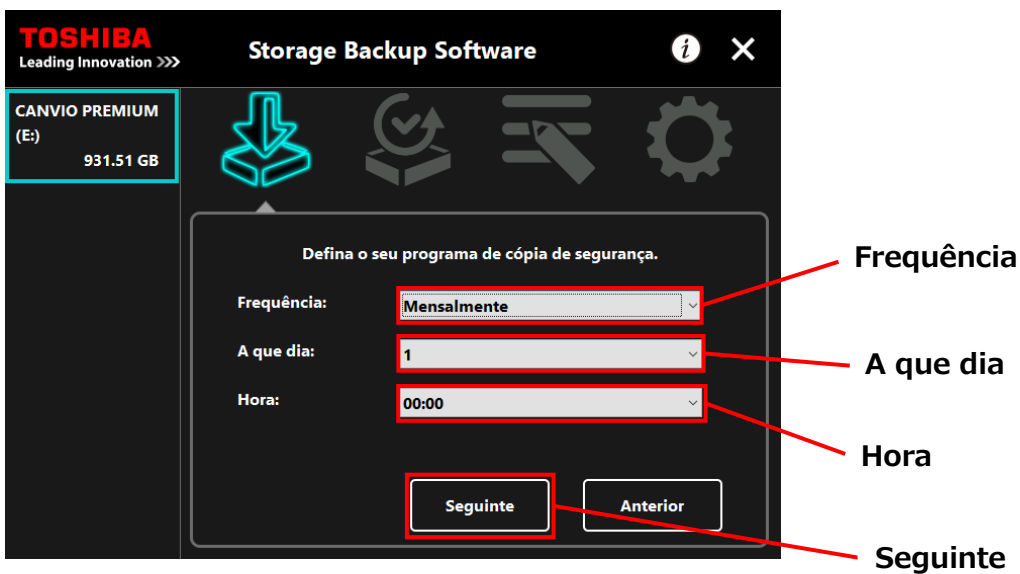 TOSHIBA
Leading Innovation >>>
Storage Backup Software
i
CANVIO PREMIUM
(E:)
931.51 GB
Defina o seu programa de cópia de segurança.
Frequência:
Mensalmente
A que dia:
1
Hora:
00:00
Seguinte
Anterior
Frequência
A que dia
Hora
Seguinte